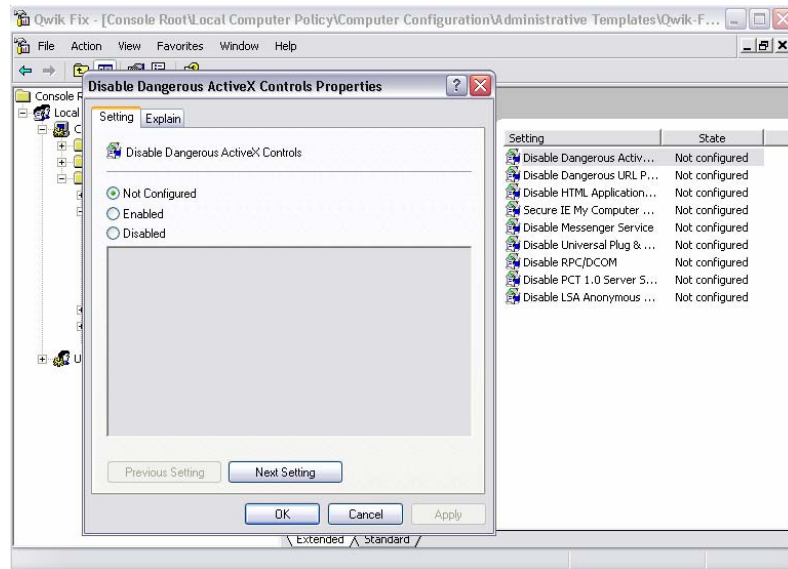 Qwik Fix - [Console Root\Local Computer Policy\Computer Configuration\Administrative Templates\Qwik-F...
File Action View Favorites Window Help
Disable Dangerous ActiveX Controls Properties
Console R
Local
C
U
Setting Explain
Disable Dangerous ActiveX Controls
Not Configured
Enabled
Disabled
Previous Setting Next Setting
OK Cancel Apply
Setting State
Disable Dangerous Activ... Not configured
Disable Dangerous URL P... Not configured
Disable HTML Application... Not configured
Secure IE My Computer ... Not configured
Disable Messenger Service Not configured
Disable Universal Plug & ... Not configured
Disable RPC/DCOM Not configured
Disable PCT 1.0 Server S... Not configured
Disable LSA Anonymous ... Not configured
Extended Standard